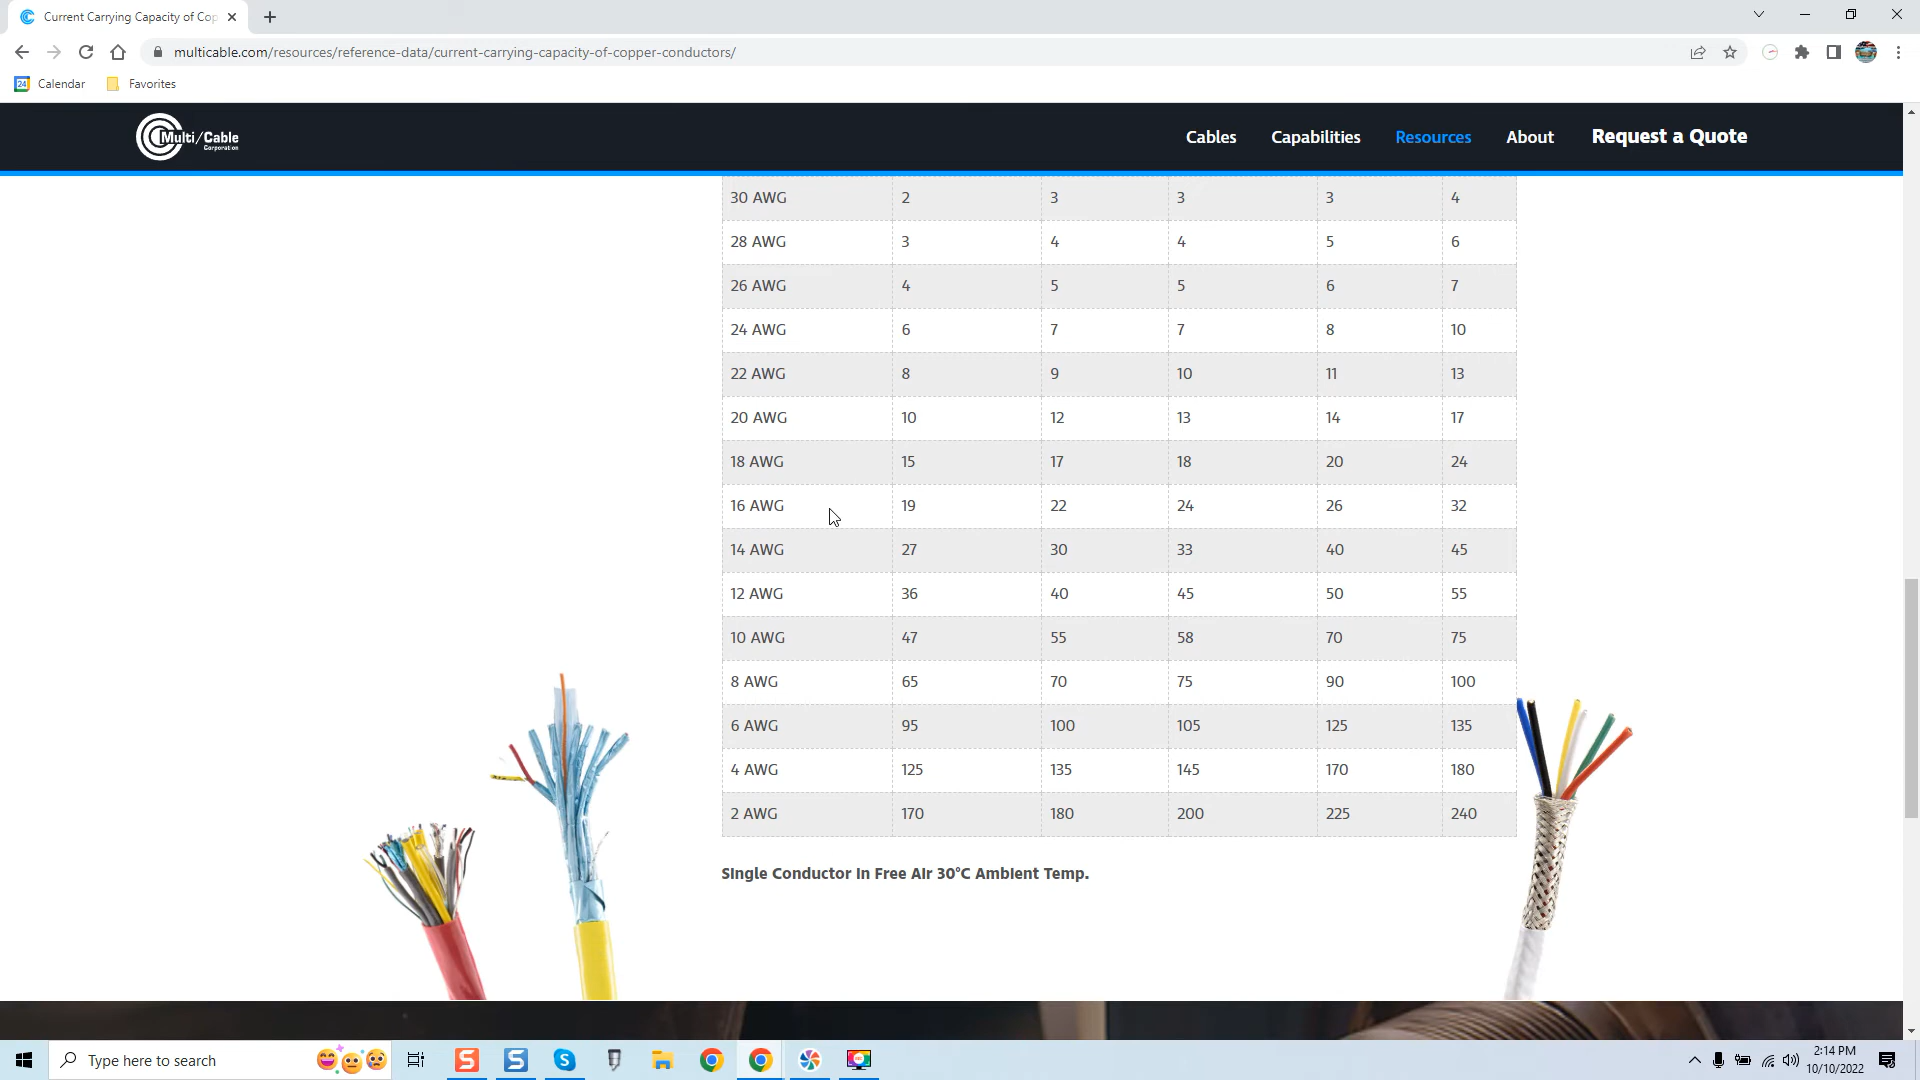 Current Carrying Capacity of Cop
multicable.com/resources/reference-data/current-carrying-capacity-of-copper-conductors/
24 Calendar Favorites
Multi/Cable
Corporation
Cables Capabilities Resources About Request a Quote
30 AWG 2 3 3 3 4
28 AWG 3 4 4 5 6
26 AWG 4 5 5 6 7
24 AWG 6 7 7 8 10
22 AWG 8 9 10 11 13
20 AWG 10 12 13 14 17
18 AWG 15 17 18 20 24
16 AWG 19 22 24 26 32
14 AWG 27 30 33 40 45
12 AWG 36 40 45 50 55
10 AWG 47 55 58 70 75
8 AWG 65 70 75 90 100
6 AWG 95 100 105 125 135
4 AWG 125 135 145 170 180
2 AWG 170 180 200 225 240
Single Conductor in Free Air 30°C Ambient Temp.
Type here to search
S S S
2:14 PM
10/10/2022